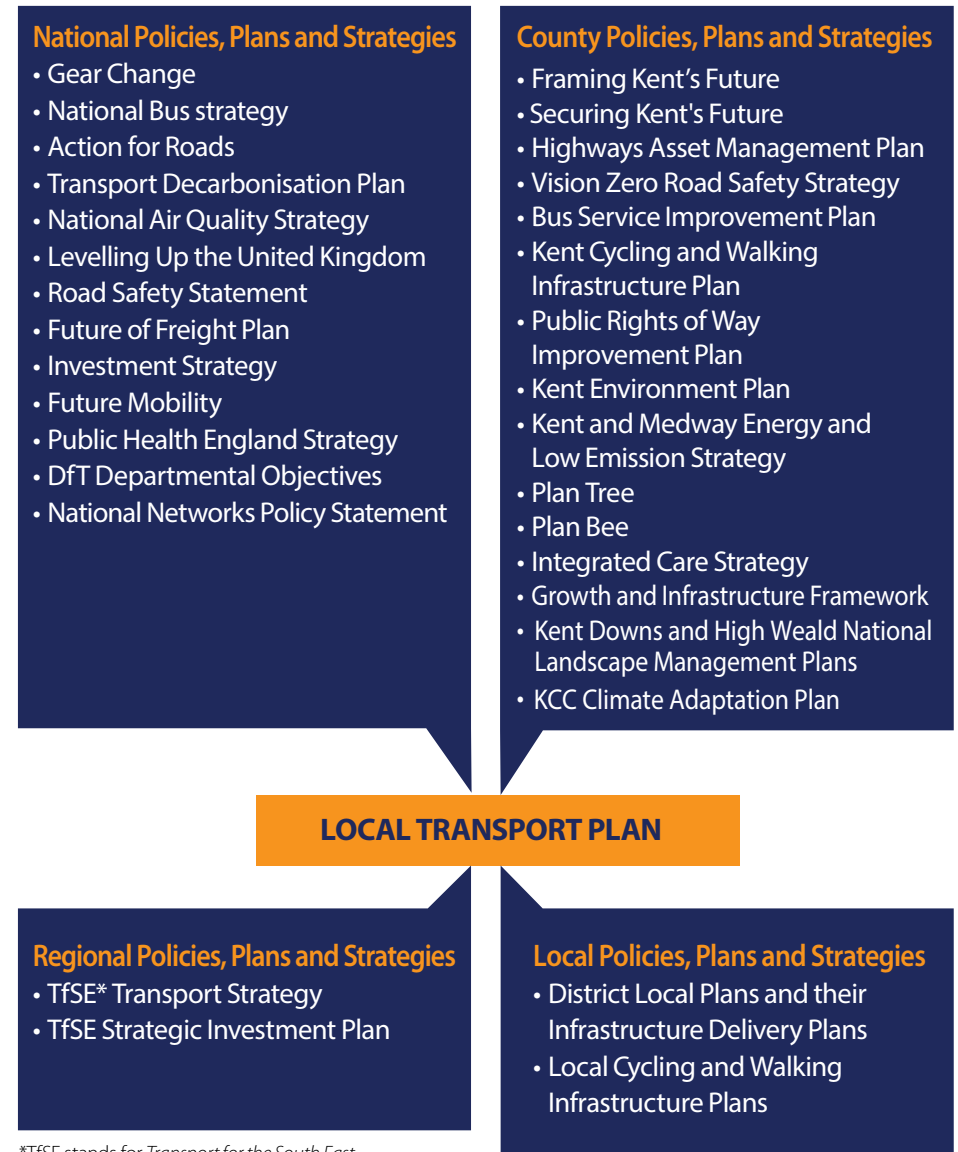 National Policies, Plans and Strategies
• Gear Change
• National Bus strategy
• Action for Roads
• Transport Decarbonisation Plan
• National Air Quality Strategy
• Levelling Up the United Kingdom
• Road Safety Statement
• Future of Freight Plan
• Investment Strategy
• Future Mobility
• Public Health England Strategy
• DfT Departmental Objectives
• National Networks Policy Statement
County Policies, Plans and Strategies
• Framing Kent’s Future
• Securing Kent's Future
• Highways Asset Management Plan
• Vision Zero Road Safety Strategy
• Bus Service Improvement Plan
• Kent Cycling and Walking
Infrastructure Plan
• Public Rights of Way
Improvement Plan
• Kent Environment Plan
• Kent and Medway Energy and
Low Emission Strategy
• Plan Tree
• Plan Bee
• Integrated Care Strategy
• Growth and Infrastructure Framework
• Kent Downs and High Weald National
Landscape Management Plans
• KCC Climate Adaptation Plan
LOCAL TRANSPORT PLAN
Regional Policies, Plans and Strategies
• TfSE* Transport Strategy
• TfSE Strategic Investment Plan
Local Policies, Plans and Strategies
• District Local Plans and their
Infrastructure Delivery Plans
• Local Cycling and Walking
Infrastructure Plans
*TfSE stands for Transport for the South East